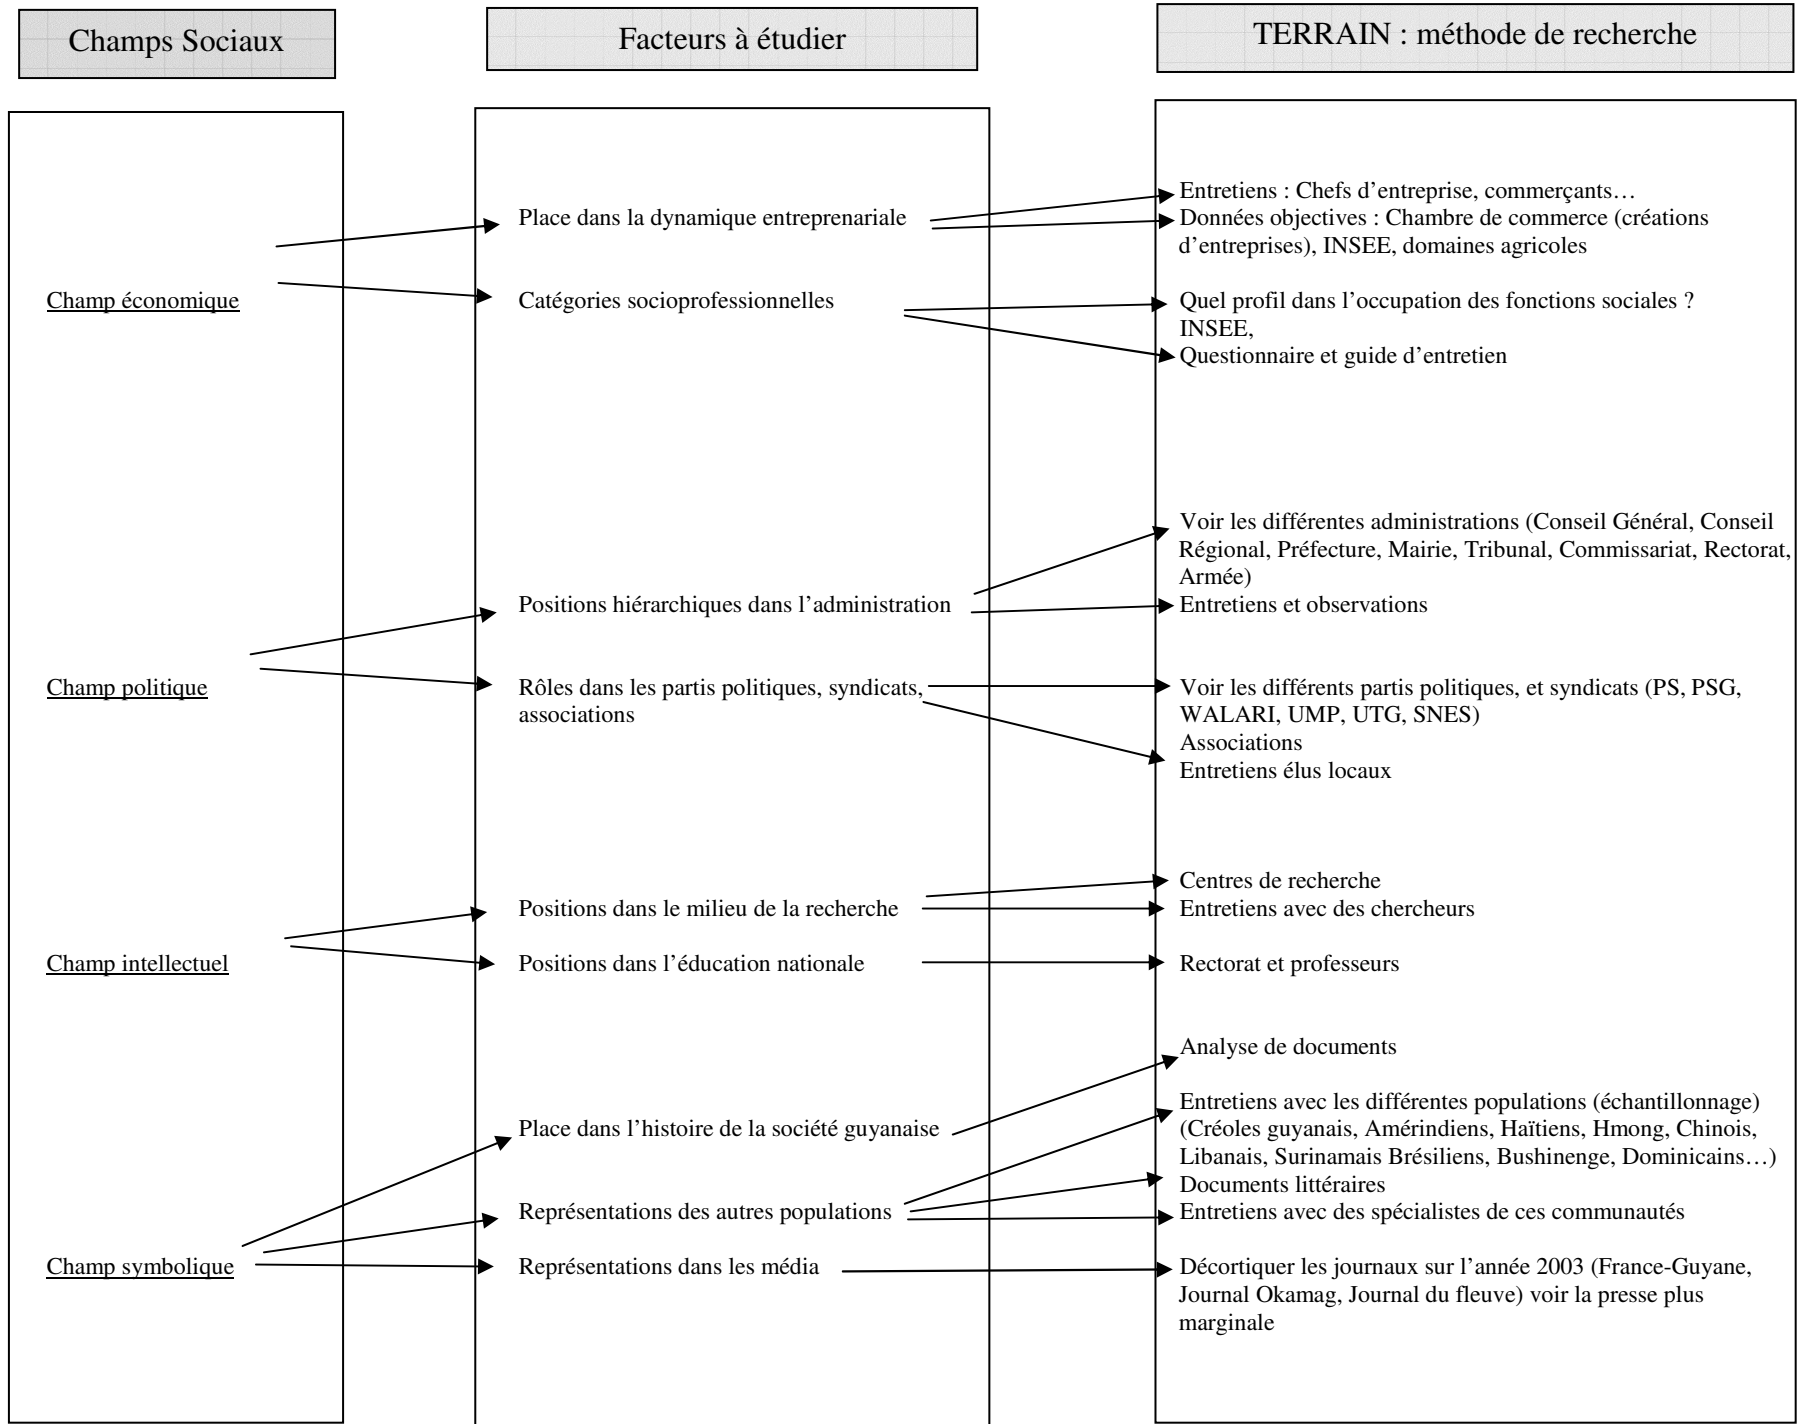 Champs Sociaux
Facteurs à étudier
TERRAIN : méthode de recherche
Champ économique
Place dans la dynamique entreprenariale
Entretiens : Chefs d’entreprise, commerçants…
Données objectives : Chambre de commerce (créations
d’entreprises), INSEE, domaines agricoles
Catégories socioprofessionnelles
Quel profil dans l’occupation des fonctions sociales ?
INSEE,
Questionnaire et guide d’entretien
Champ politique
Positions hiérarchiques dans l’administration
Voir les différentes administrations (Conseil Général, Conseil
Régional, Préfecture, Mairie, Tribunal, Commissariat, Rectorat,
Armée)
Entretiens et observations
Rôles dans les partis politiques, syndicats,
associations
Voir les différents partis politiques, et syndicats (PS, PSG,
WALARI, UMP, UTG, SNES)
Associations
Entretiens élus locaux
Champ intellectuel
Positions dans le milieu de la recherche
Centres de recherche
Entretiens avec des chercheurs
Positions dans l’éducation nationale
Rectorat et professeurs
Champ symbolique
Place dans l’histoire de la société guyanaise
Analyse de documents
Représentations des autres populations
Entretiens avec les différentes populations (échantillonnage)
(Créoles guyanais, Amérindiens, Haïtiens, Hmong, Chinois,
Libanais, Surinamais Brésiliens, Bushinenge, Dominicains…)
Documents littéraires
Entretiens avec des spécialistes de ces communautés
Représentations dans les média
Décortiquer les journaux sur l’année 2003 (France-Guyane,
Journal Okamag, Journal du fleuve) voir la presse plus
marginale